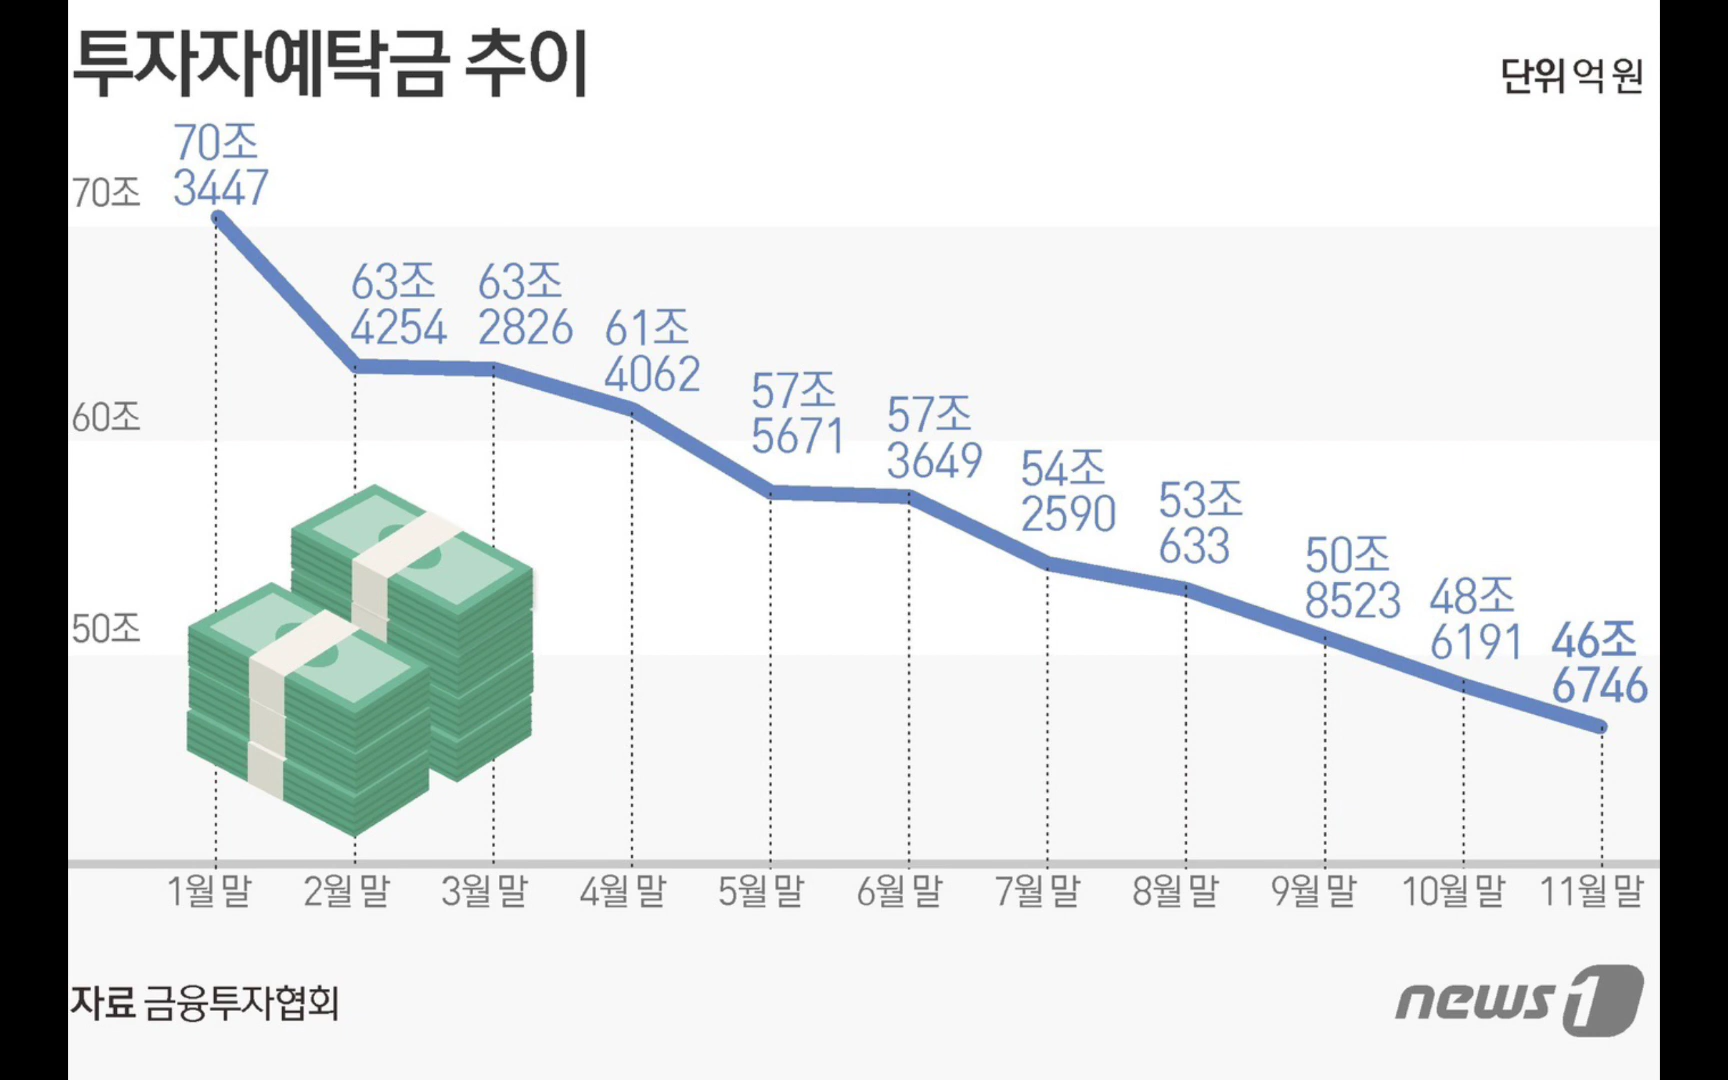 투자자예탁금 추이
단위 억 원
70조
3447
63조
4254
63조
2826
61조
4062
57조
5671
57조
3649
54조
2590
53조
633
50조
8523
48조
6191
46조
6746
70조
60조
50조
1월 말
2월 말
3월 말
4월 말
5월 말
6월 말
7월 말
8월 말
9월 말
10월 말
11월 말
자료 금융투자협회
news1